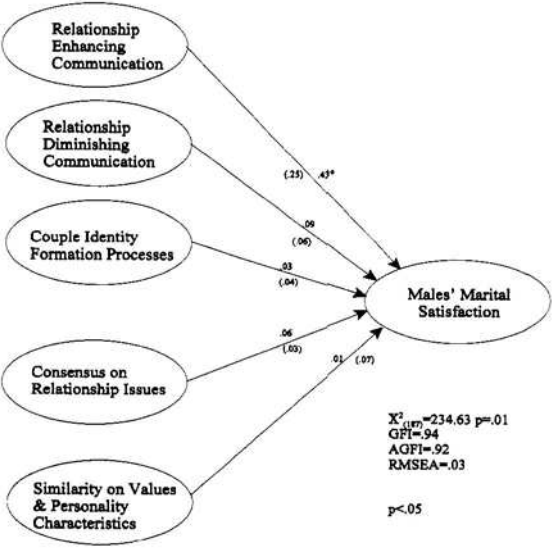 Relationship
Enhancing
Communication
Relationship
Diminishing
Communication
(.25) .43*
.09
(.06)
Couple Identity
Formation Processes
.03
(.04)
Males' Marital
Satisfaction
.06
(.03)
Consensus on
Relationship Issues
.01 (.07)
X²(187)=234.63 p=.01
GFI=.94
AGFI=.92
RMSEA=.03
Similarity on Values
& Personality
Characteristics
p<.05